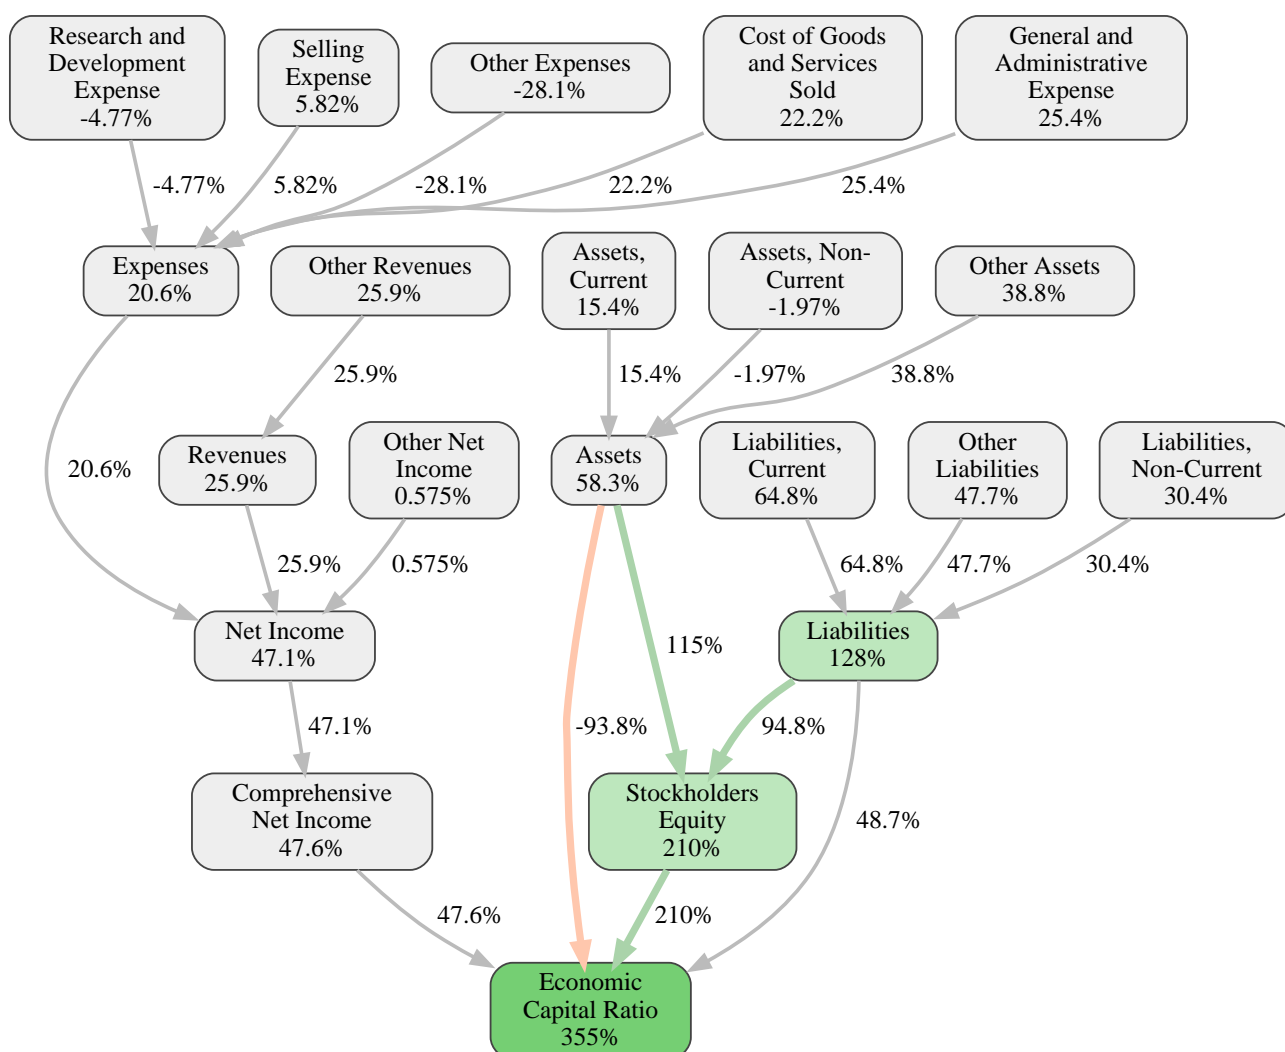 Research and
Development
Expense
-4.77%
Selling
Expense
5.82%
Other Expenses
-28.1%
Cost of Goods
and Services
Sold
22.2%
General and
Administrative
Expense
25.4%
-4.77%
5.82%
-28.1%
22.2%
25.4%
Expenses
20.6%
Other Revenues
25.9%
Assets,
Current
15.4%
Assets, Non-
Current
-1.97%
Other Assets
38.8%
25.9%
15.4%
-1.97%
38.8%
20.6%
Revenues
25.9%
Other Net
Income
0.575%
Assets
58.3%
Liabilities,
Current
64.8%
Other
Liabilities
47.7%
Liabilities,
Non-Current
30.4%
25.9%
0.575%
64.8%
47.7%
30.4%
Net Income
47.1%
115%
Liabilities
128%
47.1%
-93.8%
94.8%
Comprehensive
Net Income
47.6%
Stockholders
Equity
210%
48.7%
47.6%
210%
Economic
Capital Ratio
355%